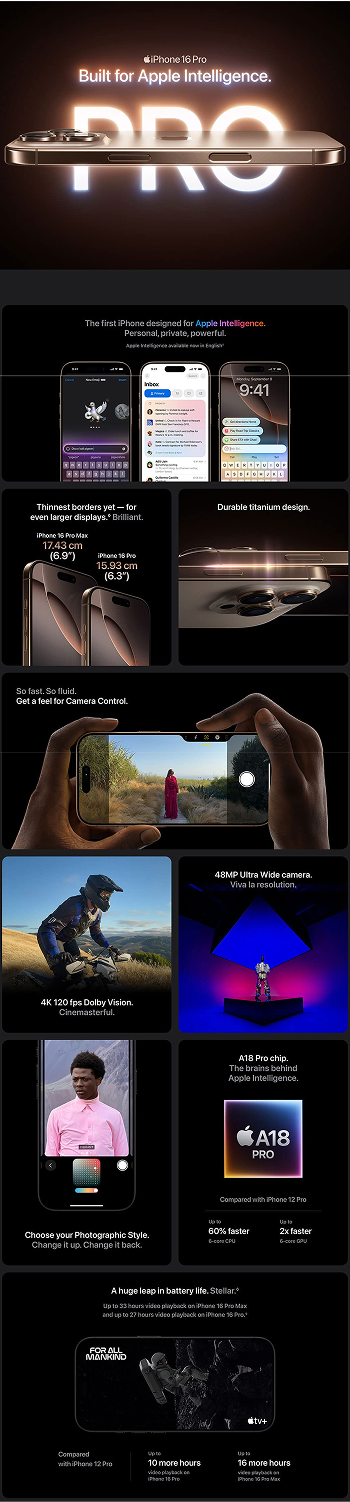 iPhone 16 Pro
Built for Apple Intelligence.
PRO
The first iPhone designed for Apple Intelligence.
Personal, private, powerful.
Apple Intelligence available now in English
Inbox
Primary
Monday, September 9
9:41
Thinnest borders yet — for
even larger displays.⁰ Brilliant.
iPhone 16 Pro Max
17.43 cm
(6.9”)
iPhone 16 Pro
15.93 cm
(6.3”)
Durable titanium design.
So fast. So fluid.
Get a feel for Camera Control.
4K 120 fps Dolby Vision.
Cinemasterful.
48MP Ultra Wide camera.
Viva la resolution.
Choose your Photographic Style.
Change it up. Change it back.
A18 Pro chip.
The brains behind
Apple Intelligence.
A18
PRO
Compared with iPhone 12 Pro
Up to
60% faster
6-core CPU
Up to
2x faster
6-core GPU
A huge leap in battery life. Stellar.
Up to 33 hours video playback on iPhone 16 Pro Max
and up to 27 hours video playback on iPhone 16 Pro.
FOR ALL
MANKIND
tv+
Compared
with iPhone 12 Pro
Up to
10 more hours
video playback on
iPhone 16 Pro
Up to
16 more hours
video playback on
iPhone 16 Pro Max